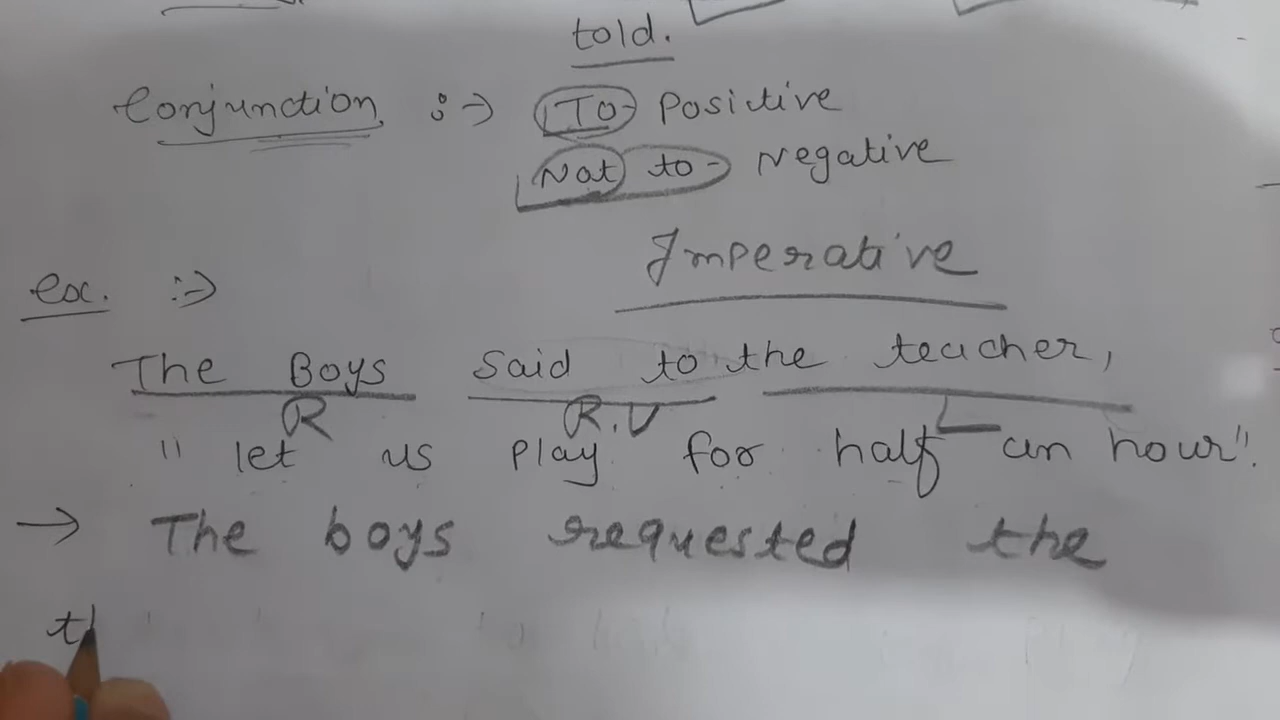 told.
Conjunction :→ To- Positive
Not to- Negative
Imperative
ex. :→
The Boys said to the teacher,
R R.V
" let us play for half an hour".
→ The boys requested the
t